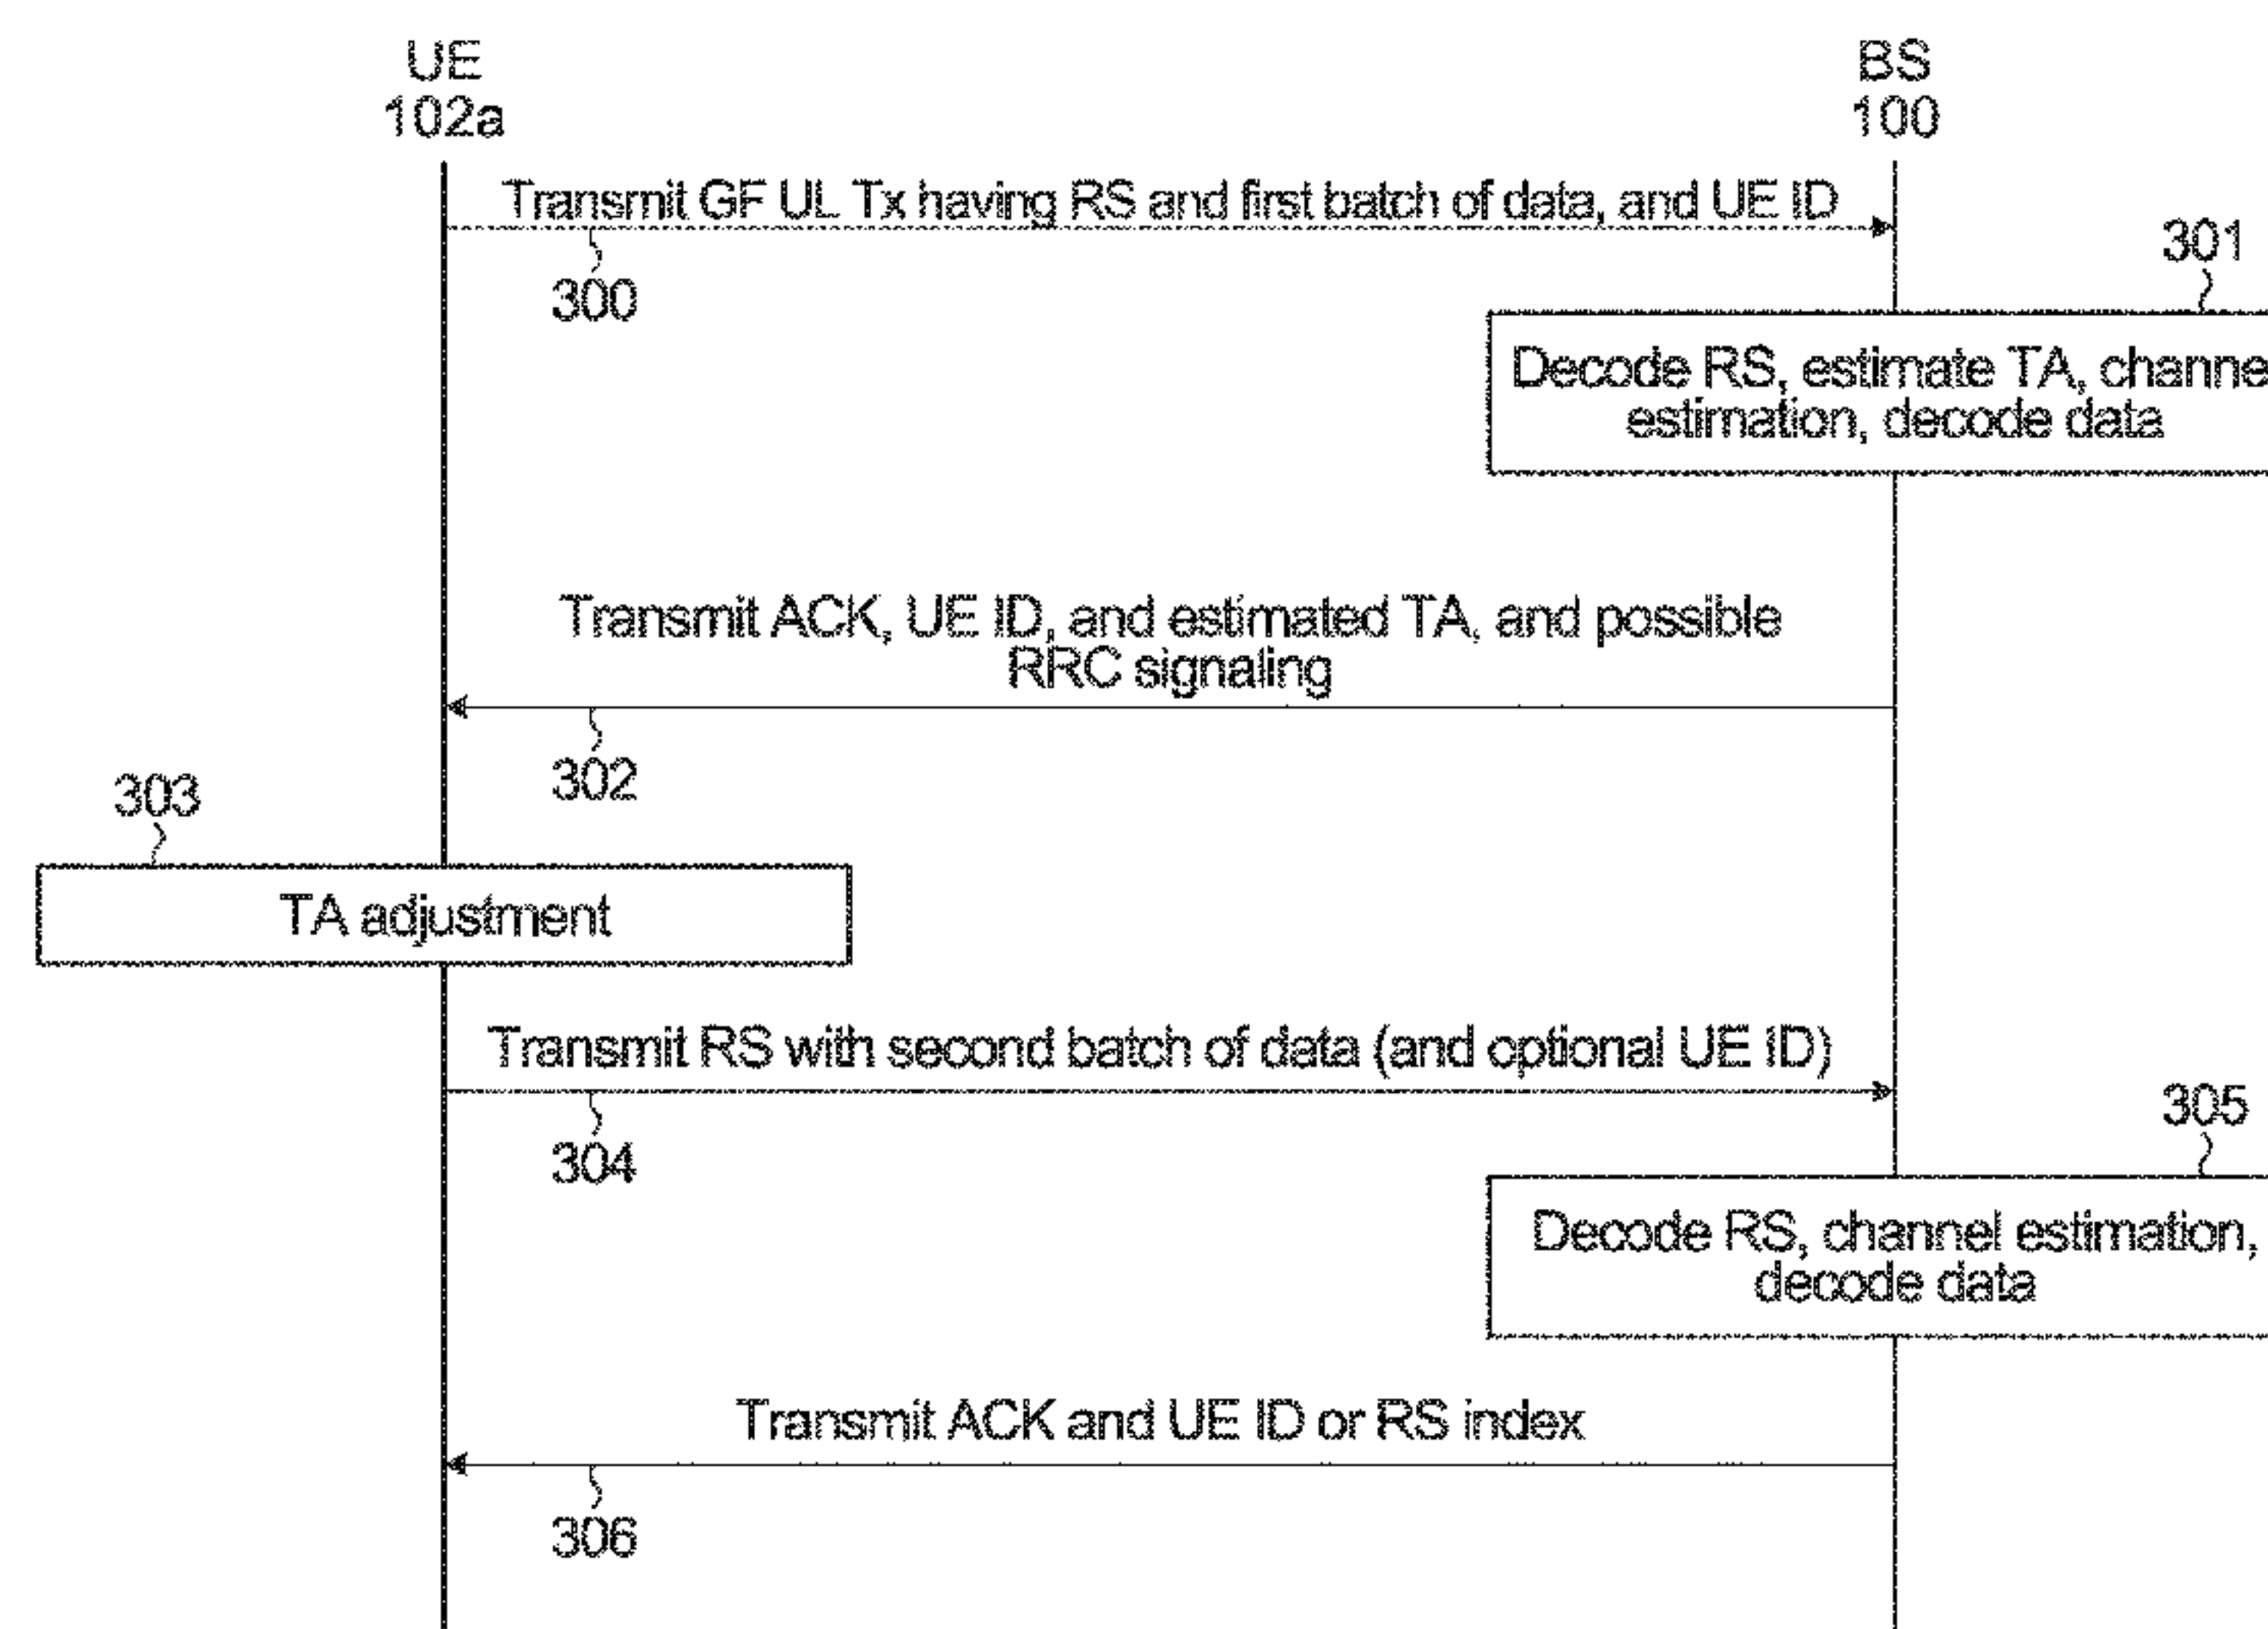 UE
102a
BS
100
Transmit GF UL Tx having RS and first batch of data, and UE ID
300
301
Decode RS, estimate TA, channe
estimation, decode data
Transmit ACK, UE ID, and estimated TA, and possible
RRC signaling
302
303
TA adjustment
Transmit RS with second batch of data (and optional UE ID)
304
305
Decode RS, channel estimation,
decode data
Transmit ACK and UE ID or RS index
306